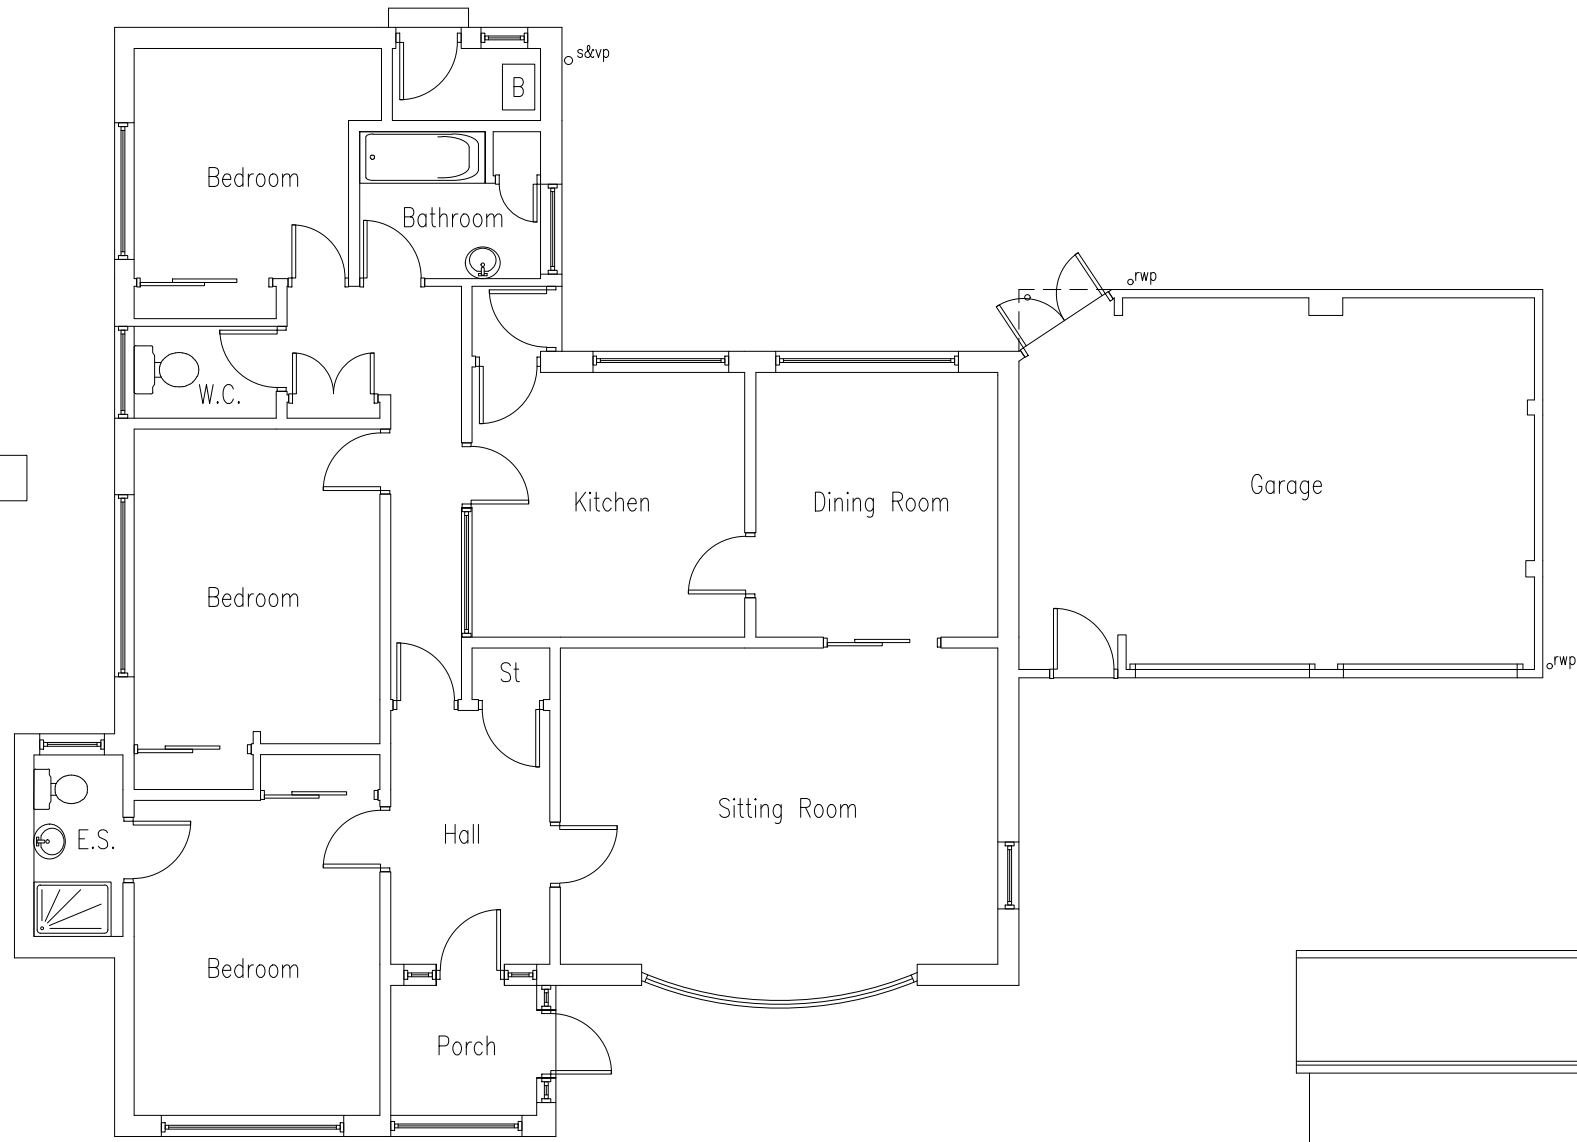 s&vp
B
Bedroom
Bathroom
rwp
W.C.
Kitchen
Dining Room
Garage
Bedroom
St
rwp
Sitting Room
E.S.
Hall
Bedroom
Porch